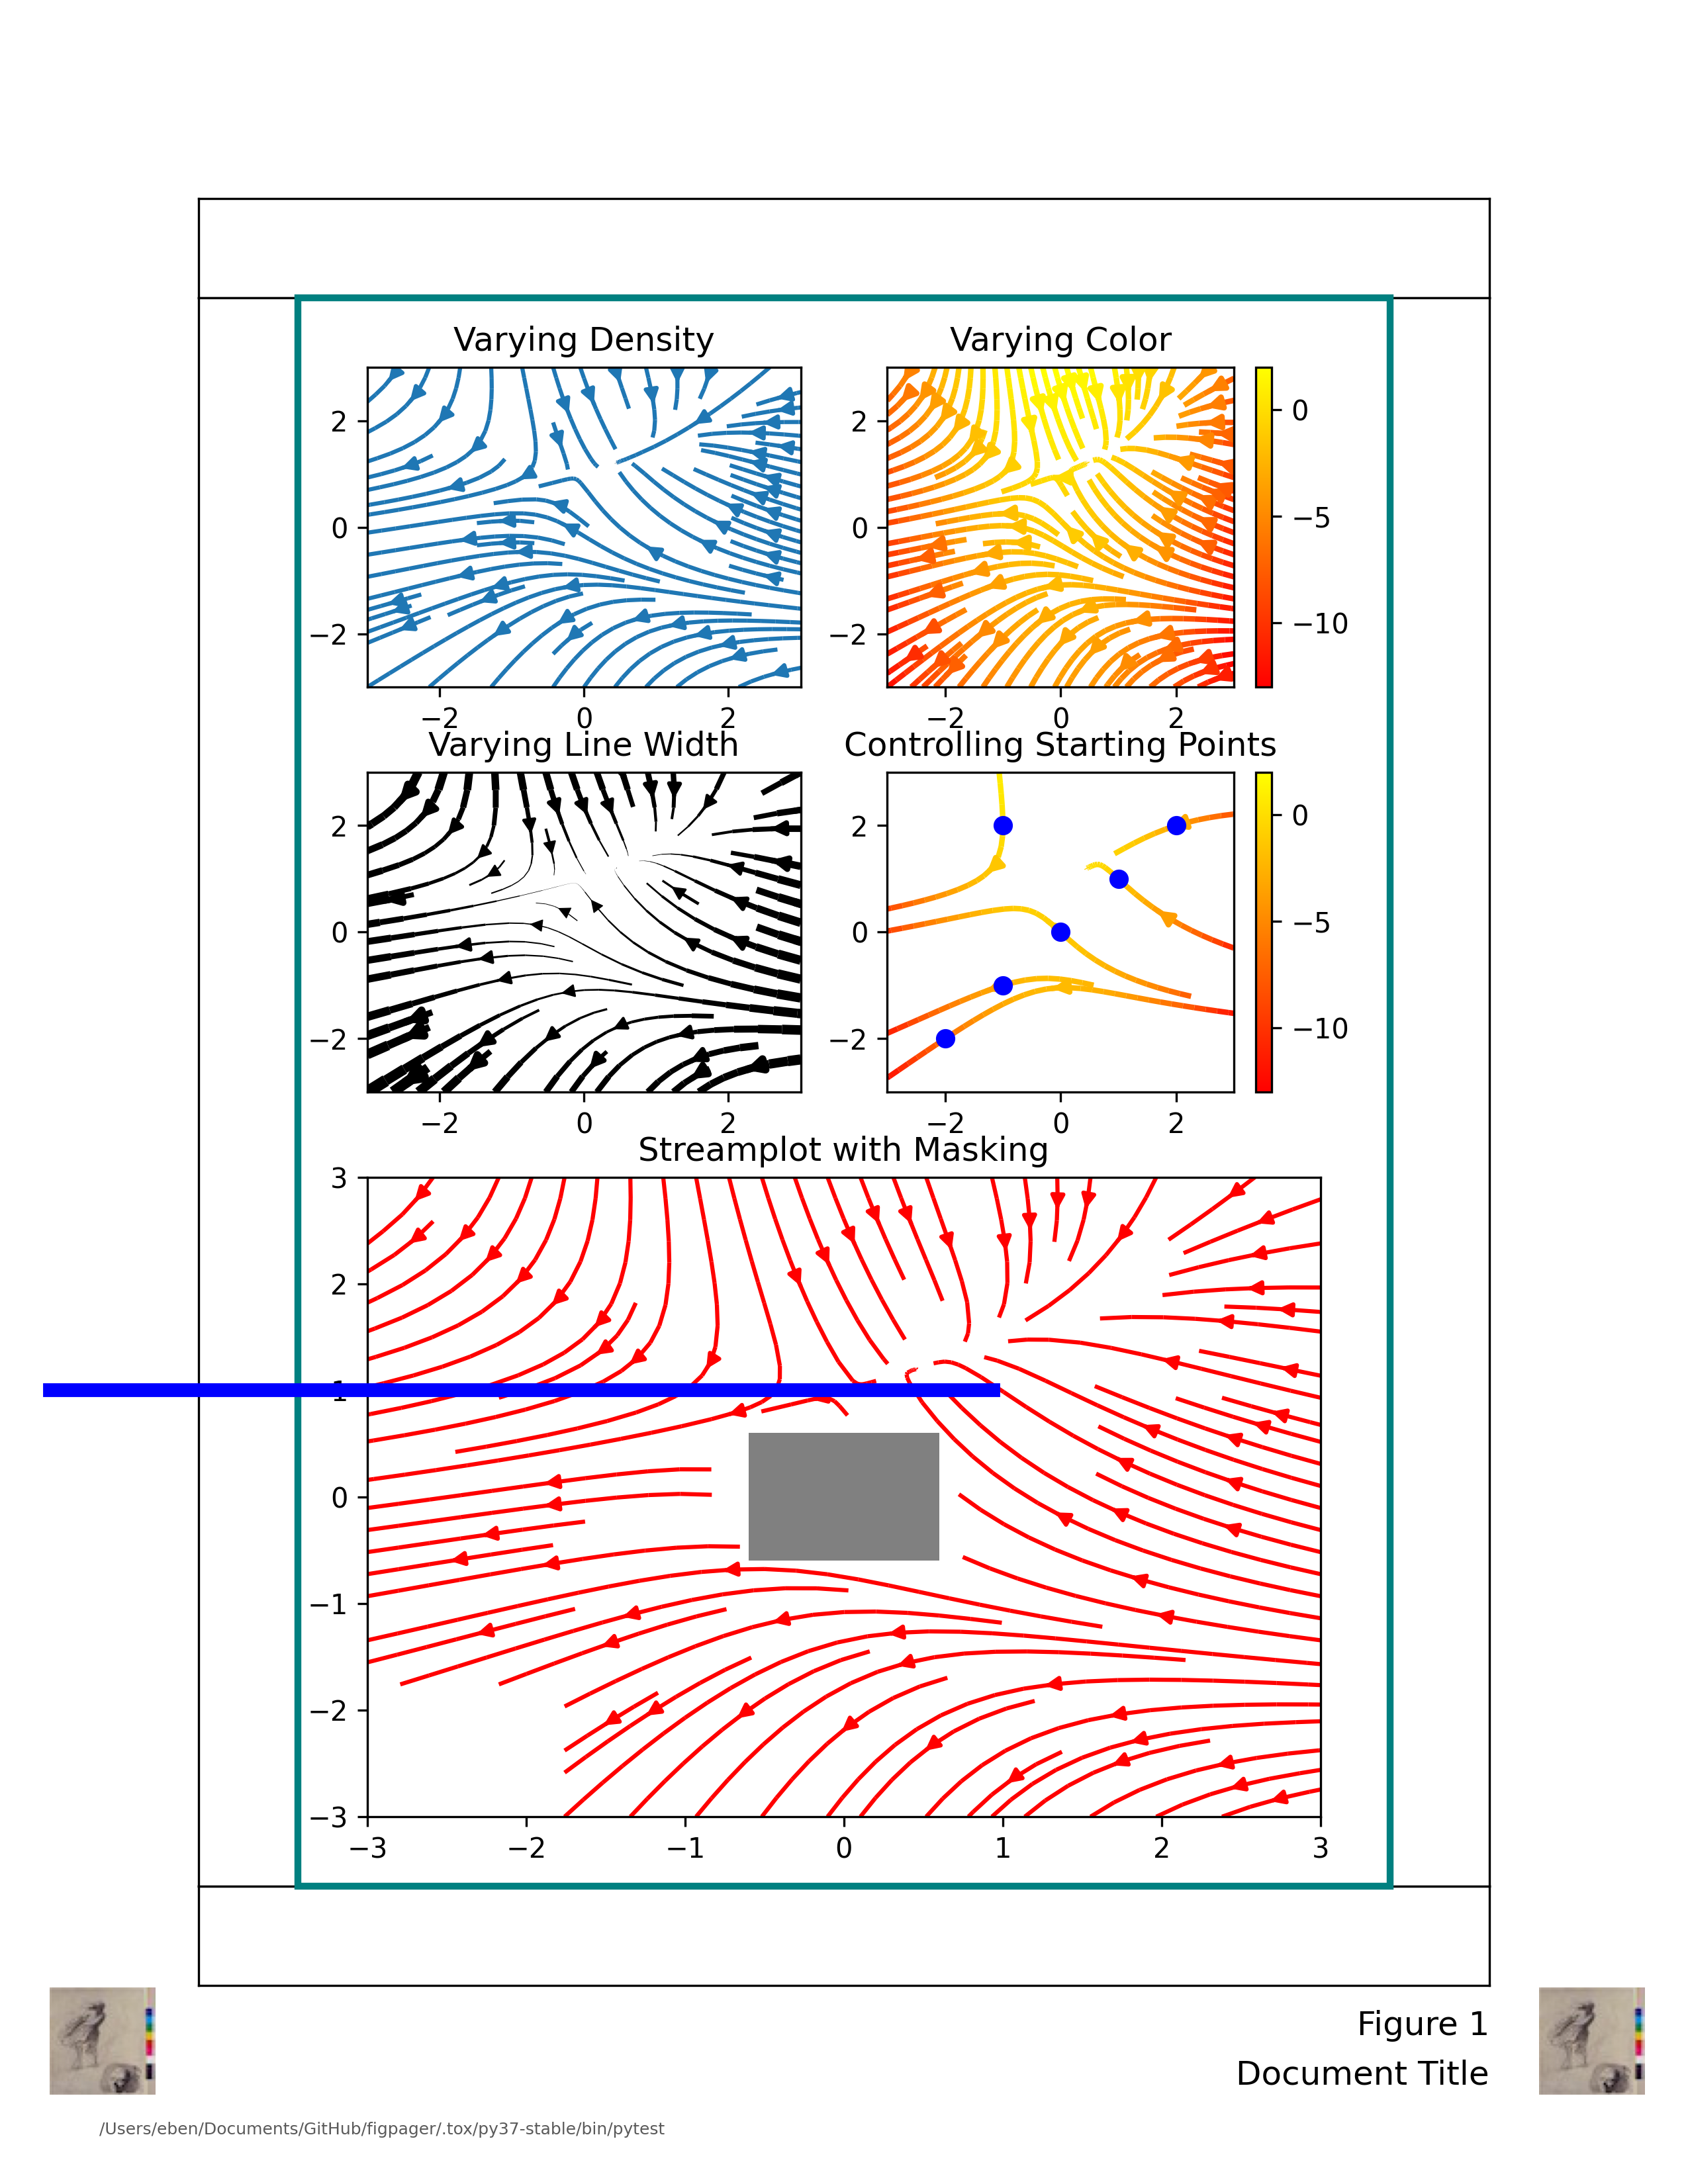 Varying Density
Varying Color
2
0
−2
−2 0 2
2
0
−2
−2 0 2
0
−5
−10
Varying Line Width
Controlling Starting Points
2
0
−2
−2 0 2
2
0
−2
−2 0 2
0
−5
−10
Streamplot with Masking
3
2
1
0
−1
−2
−3
−3 −2 −1 0 1 2 3
Figure 1
Document Title
/Users/eben/Documents/GitHub/figpager/.tox/py37-stable/bin/pytest